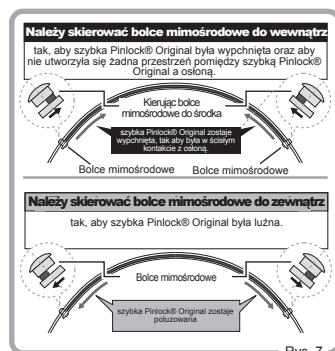 Należy skierować bolce mimośrodowe do wewnątrz
tak, aby szybka Pinlock® Original była wypchnięta oraz aby
nie utworzyła się żadna przestrzeń pomiędzy szybką Pinlock®
Original a osłoną.
Kierując bolce
mimośrodowe do środka
szybka Pinlock® Original zostaje
wypchnięta, tak aby była w ścisłym
kontakcie z osłoną.
Bolce mimośrodowe
Bolce mimośrodowe
Należy skierować bolce mimośrodowe do zewnątrz
tak, aby szybka Pinlock® Original była luźna.
Bolce mimośrodowe
szybka Pinlock® Original zostaje
poluzowana
Rys. 7